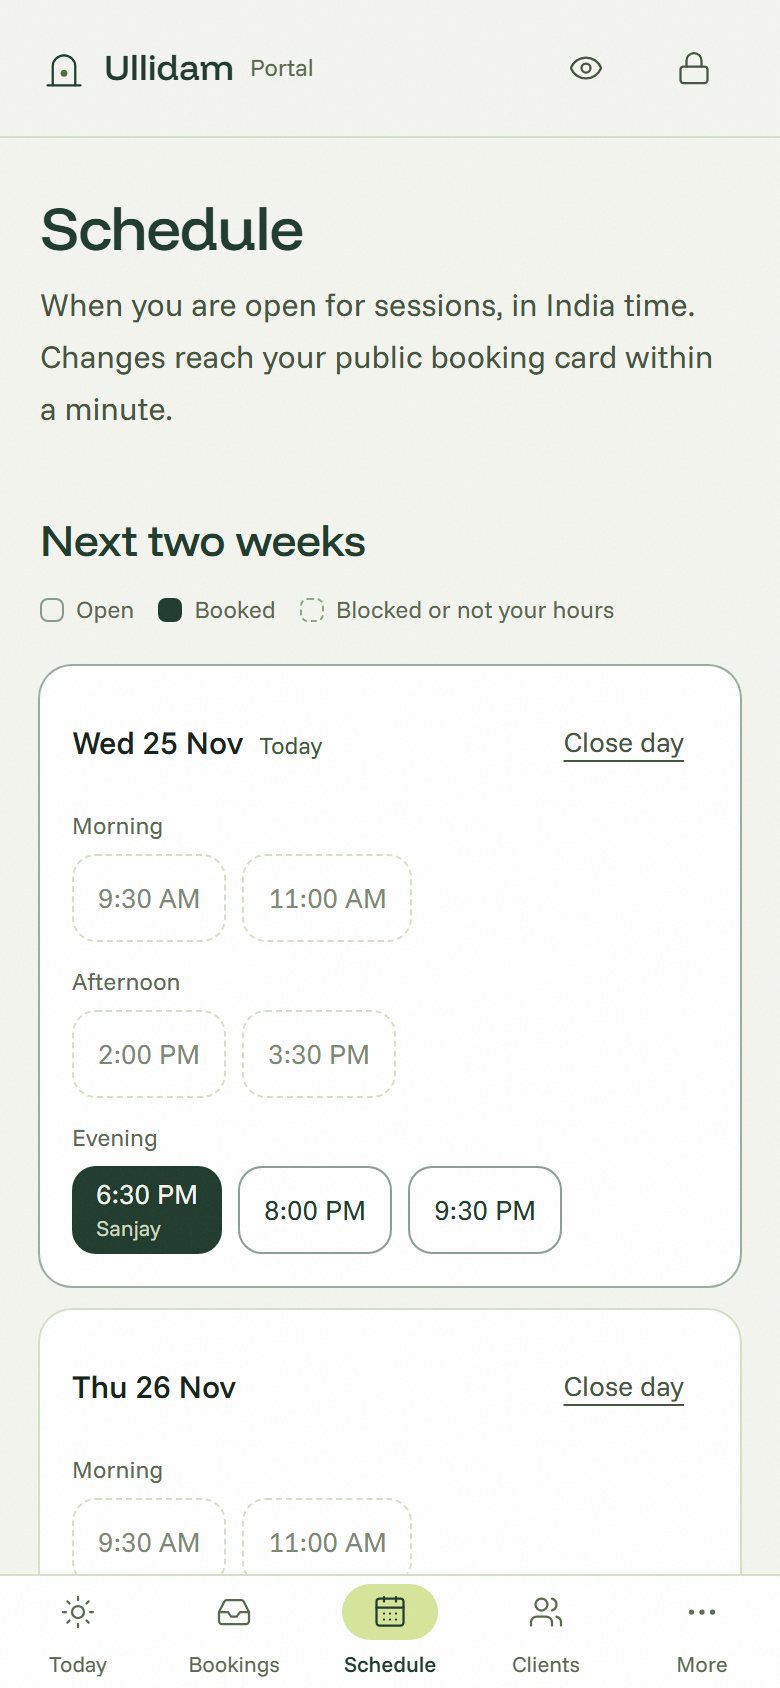 Ullidam Portal
Schedule
When you are open for sessions, in India time.
Changes reach your public booking card within
a minute.
Next two weeks
Open Booked Blocked or not your hours
Wed 25 Nov Today Close day
Morning
9:30 AM 11:00 AM
Afternoon
2:00 PM 3:30 PM
Evening
6:30 PM 8:00 PM 9:30 PM
Sanjay
Thu 26 Nov Close day
Morning
9:30 AM 11:00 AM
Today Bookings Schedule Clients More